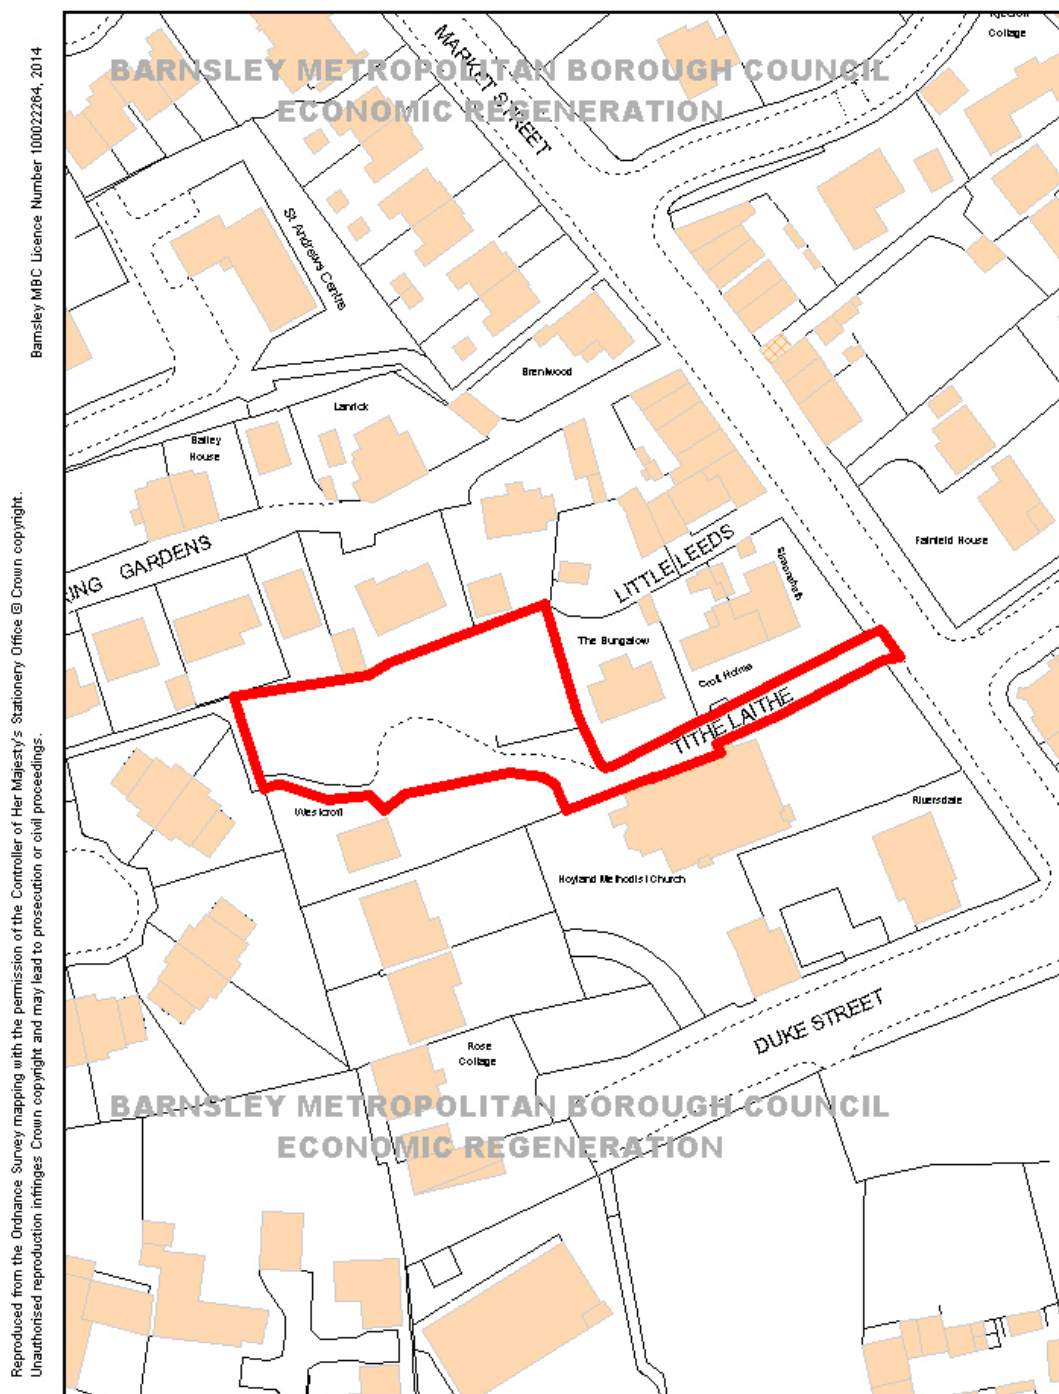 Barnsley MBC Licence Number 100022264, 2014
Reproduced from the Ordnance Survey mapping with the permission of the Controller of Her Majesty's Stationery Office © Crown copyright.
Unauthorised reproduction infringes Crown copyright and may lead to prosecution or civil proceedings.
Cottage
MARKET STREET
BARNSLEY METROPOLITAN BOROUGH COUNCIL
ECONOMIC REGENERATION
St Andrews Centre
Brentwood
Lanrick
Bailey
House
GARDENS
LITTLE LEEDS
Fairfield House
The Bungalow
Croft Holme
TITHE LAITHE
Westcroft
Riversdale
Hoyland Methodist Church
DUKE STREET
Rose
Cottage
BARNSLEY METROPOLITAN BOROUGH COUNCIL
ECONOMIC REGENERATION